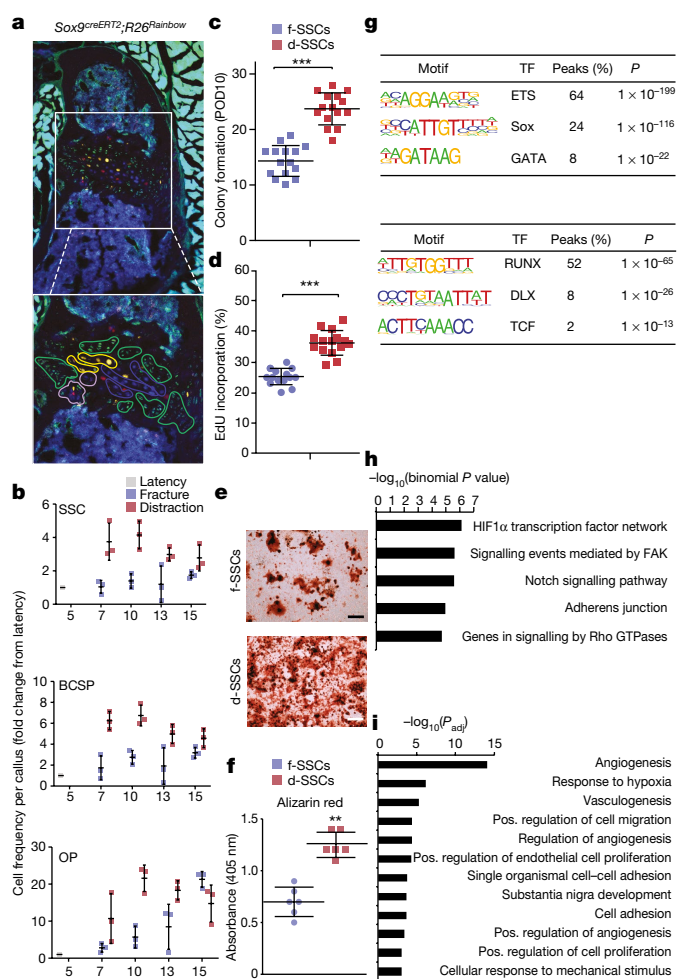 a
Sox9creERT2;R26Rainbow
b
Latency
Fracture
Distraction
Cell frequency per callus (fold change from latency)
SSC
6
4
2
0
5 7 10 13 15
BCSP
10
8
6
4
2
0
5 7 10 13 15
OP
30
20
10
0
5 7 10 13 15
c
f-SSCs
d-SSCs
***
Colony formation (POD10)
30
20
10
0
d
***
EdU incorporation (%)
60
50
40
30
20
10
0
e
f-SSCs
d-SSCs
f
f-SSCs
d-SSCs
Alizarin red
**
Absorbance (405 nm)
1.5
1.0
0.5
0
g
Motif TF Peaks (%) P
AGGAAGT ETS 64 1 × 10–199
CCATTGT Sox 24 1 × 10–116
AGATAAG GATA 8 1 × 10–22
Motif TF Peaks (%) P
TTGTGGTTT RUNX 52 1 × 10–65
CCCTGTAATTAT DLX 8 1 × 10–26
ACTTCAAACC TCF 2 1 × 10–13
h
–log10(binomial P value)
0 1 2 3 4 5 6 7
HIF1α transcription factor network
Signalling events mediated by FAK
Notch signalling pathway
Adherens junction
Genes in signalling by Rho GTPases
i
–log10(Padj)
0 5 10 15
Angiogenesis
Response to hypoxia
Vasculogenesis
Pos. regulation of cell migration
Regulation of angiogenesis
Pos. regulation of endothelial cell proliferation
Single organismal cell–cell adhesion
Substantia nigra development
Cell adhesion
Pos. regulation of angiogenesis
Pos. regulation of cell proliferation
Cellular response to mechanical stimulus